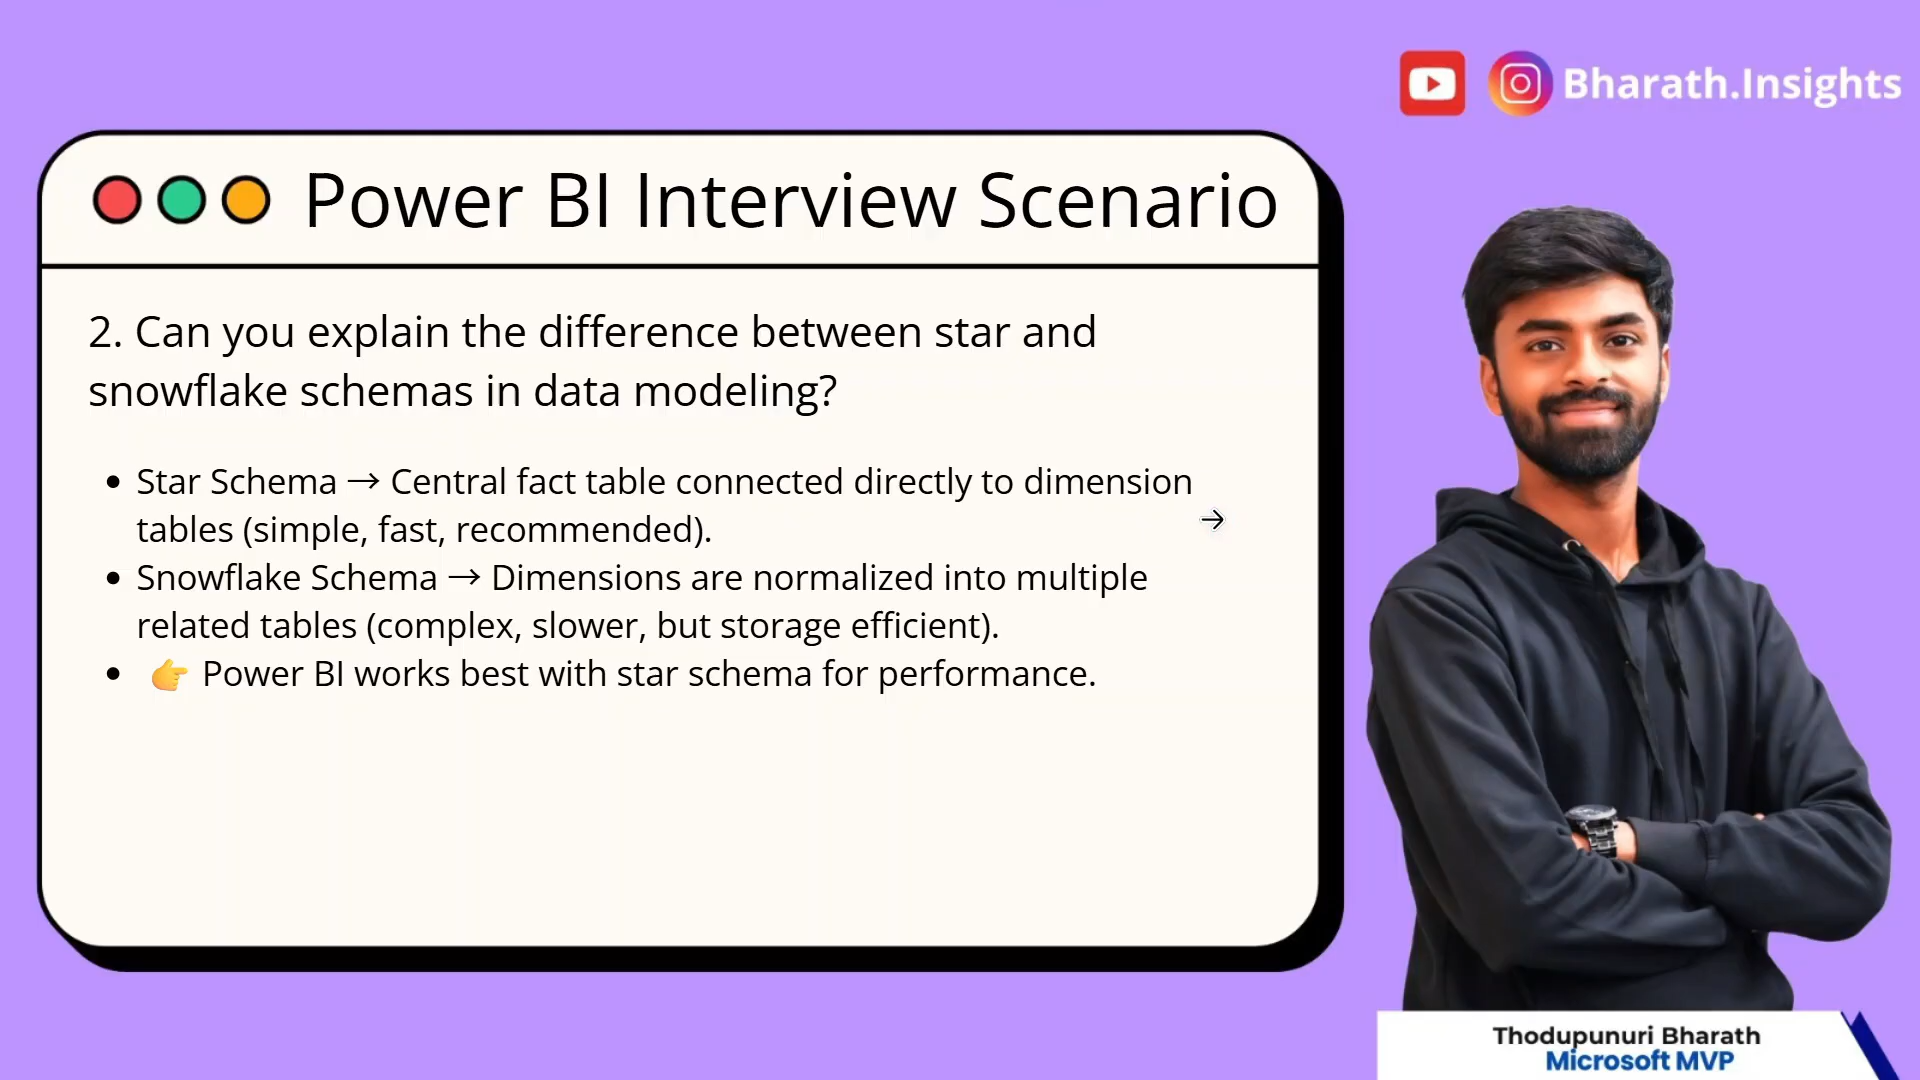 Bharath.Insights
Power BI Interview Scenario
2. Can you explain the difference between star and
snowflake schemas in data modeling?
• Star Schema → Central fact table connected directly to dimension
tables (simple, fast, recommended).
• Snowflake Schema → Dimensions are normalized into multiple
related tables (complex, slower, but storage efficient).
• 👉 Power BI works best with star schema for performance.
Thodupunuri Bharath
Microsoft MVP